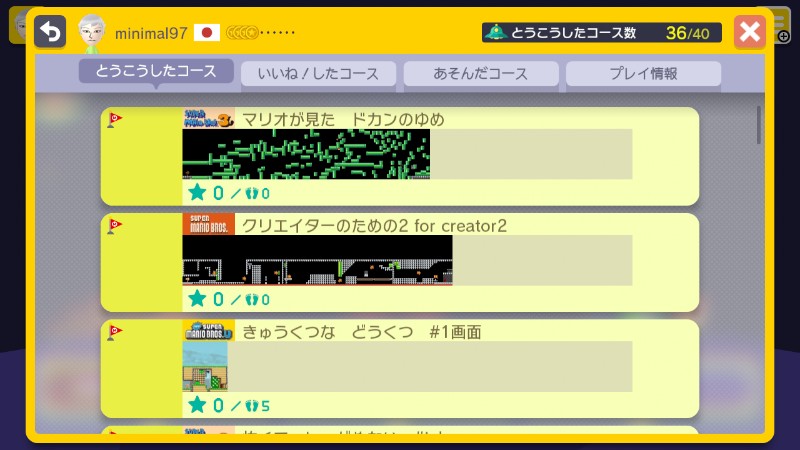 minimal97
とうこうしたコース数 36/40
とうこうしたコース
いいね!したコース
あそんだコース
プレイ情報
マリオが見た ドカンのゆめ
0 / 0
SUPER MARIO BROS.
クリエイターのための2 for creator2
0 / 0
SUPER MARIO BROS. U
きゅうくつな どうくつ #1画面
0 / 5